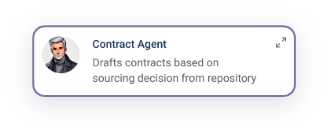 Contract Agent
Drafts contracts based on
sourcing decision from repository